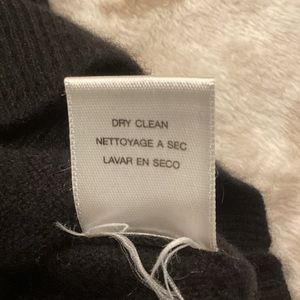 DRY CLEAN
NETTOYAGE A SEC
LAVAR EN SECO